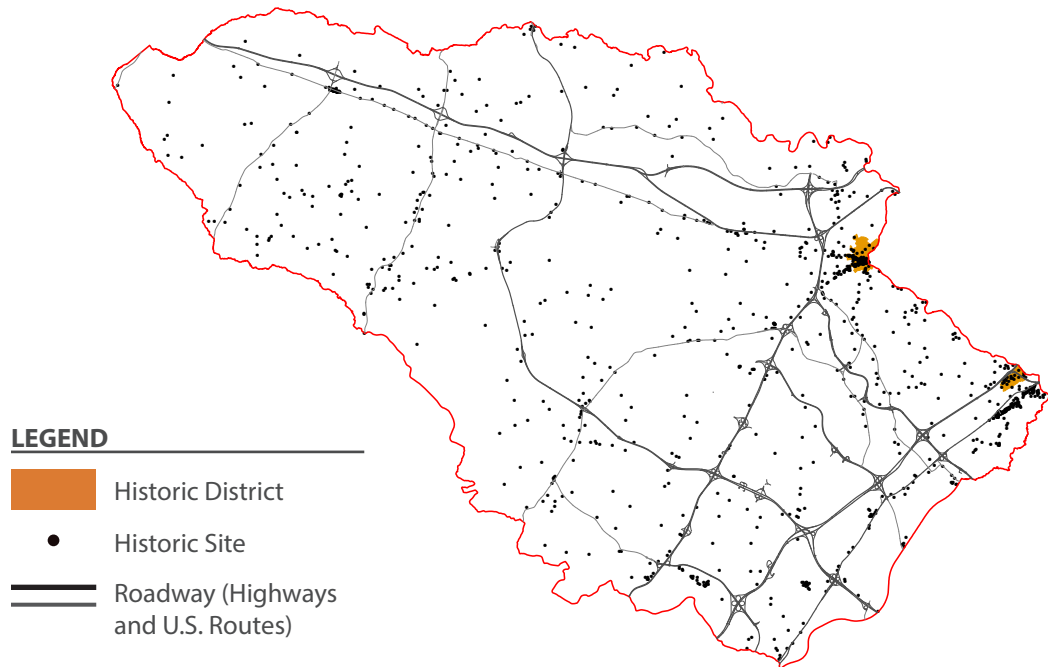 LEGEND
Historic District
Historic Site
Roadway (Highways
and U.S. Routes)